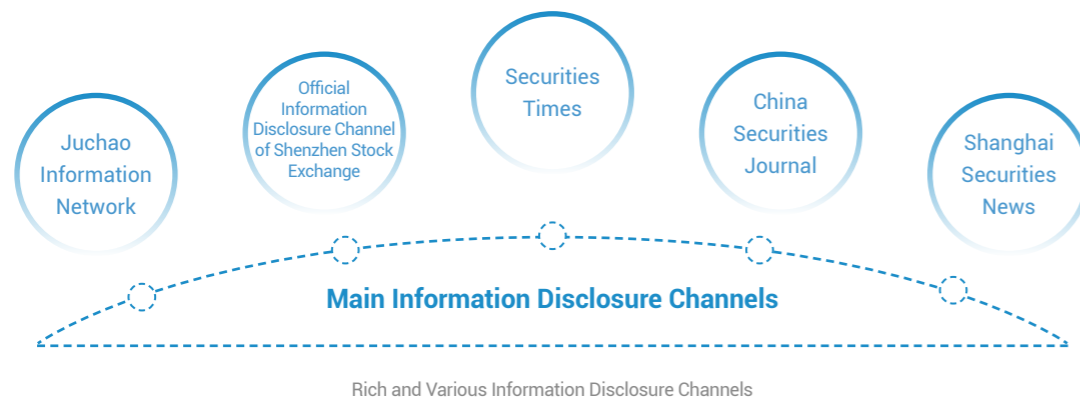 Juchao
Information
Network
Official
Information
Disclosure Channel
of Shenzhen Stock
Exchange
Securities
Times
China
Securities
Journal
Shanghai
Securities
News
Main Information Disclosure Channels
Rich and Various Information Disclosure Channels